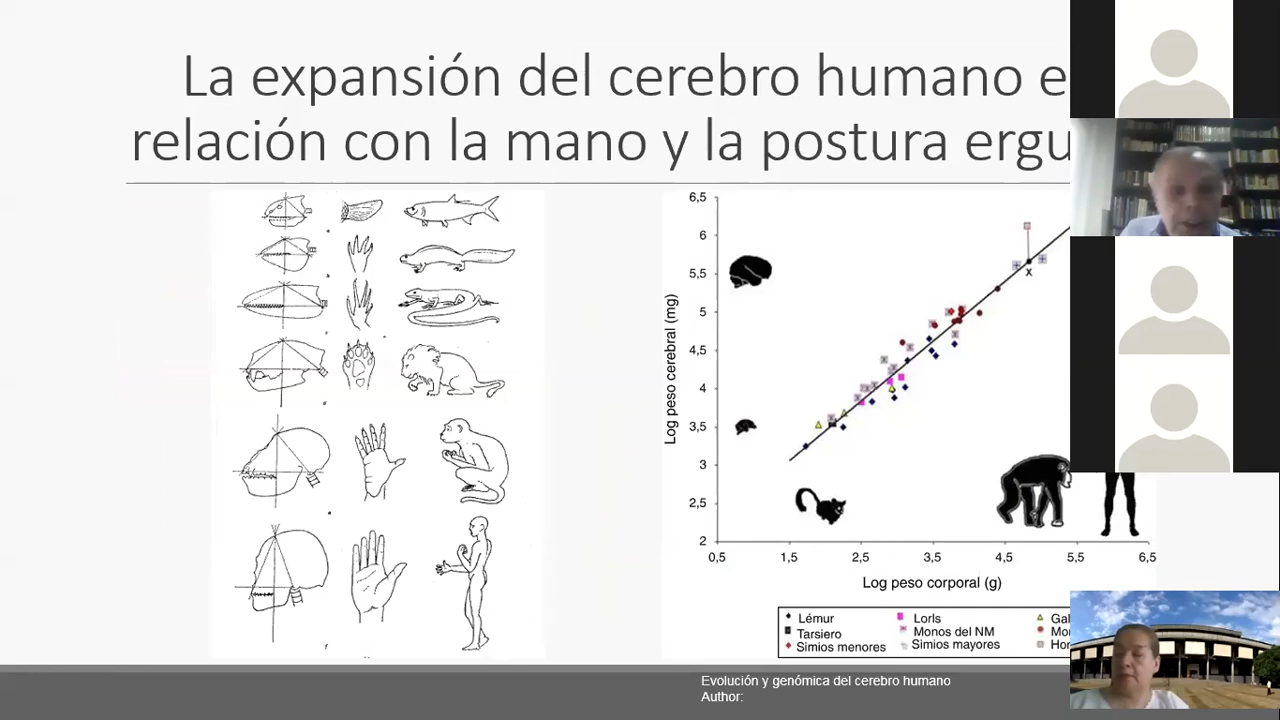 La expansión del cerebro humano e
relación con la mano y la postura ergu
6,5
6
5,5
5
4,5
4
3,5
3
2,5
2
Log peso cerebral (mg)
X
0,5
1,5
2,5
3,5
4,5
5,5
6,5
Log peso corporal (g)
Lémur
LorIs
Gal
Tarsiero
Monos del NM
Mo
Simios menores
Simios mayores
Ho
Evolución y genómica del cerebro humano
Author: